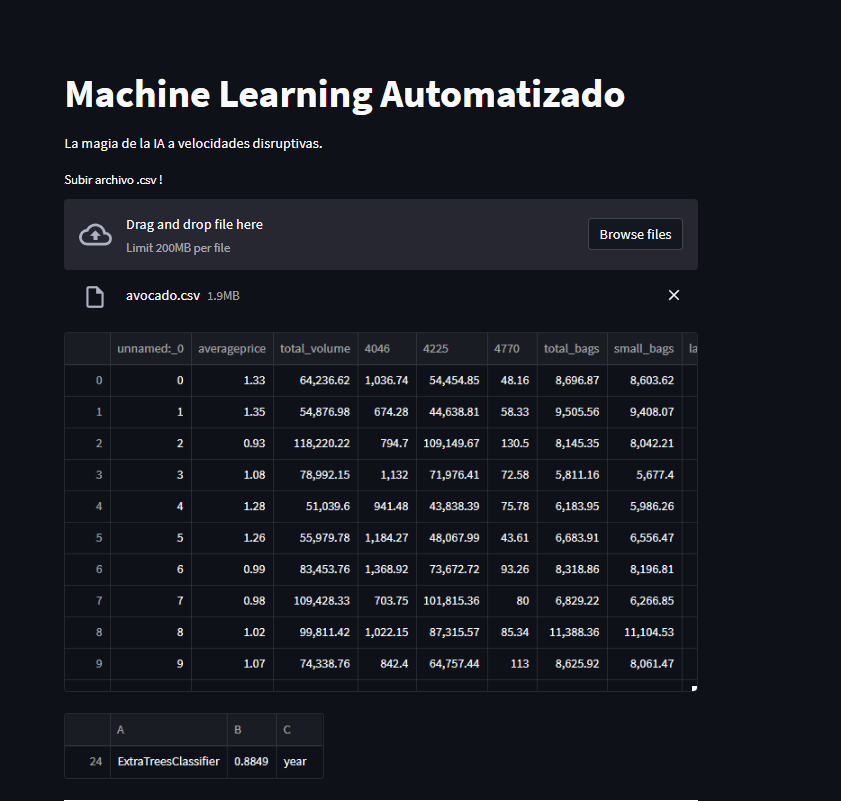 Machine Learning Automatizado
La magia de la IA a velocidades disruptivas.
Subir archivo .csv !
Drag and drop file here
Limit 200MB per file
Browse files
avocado.csv 1.9MB
unnamed:_0 averageprice total_volume 4046 4225 4770 total_bags small_bags la
0 0 1.33 64,236.62 1,036.74 54,454.85 48.16 8,696.87 8,603.62
1 1 1.35 54,876.98 674.28 44,638.81 58.33 9,505.56 9,408.07
2 2 0.93 118,220.22 794.7 109,149.67 130.5 8,145.35 8,042.21
3 3 1.08 78,992.15 1,132 71,976.41 72.58 5,811.16 5,677.4
4 4 1.28 51,039.6 941.48 43,838.39 75.78 6,183.95 5,986.26
5 5 1.26 55,979.78 1,184.27 48,067.99 43.61 6,683.91 6,556.47
6 6 0.99 83,453.76 1,368.92 73,672.72 93.26 8,318.86 8,196.81
7 7 0.98 109,428.33 703.75 101,815.36 80 6,829.22 6,266.85
8 8 1.02 99,811.42 1,022.15 87,315.57 85.34 11,388.36 11,104.53
9 9 1.07 74,338.76 842.4 64,757.44 113 8,625.92 8,061.47
A B C
24 ExtraTreesClassifier 0.8849 year